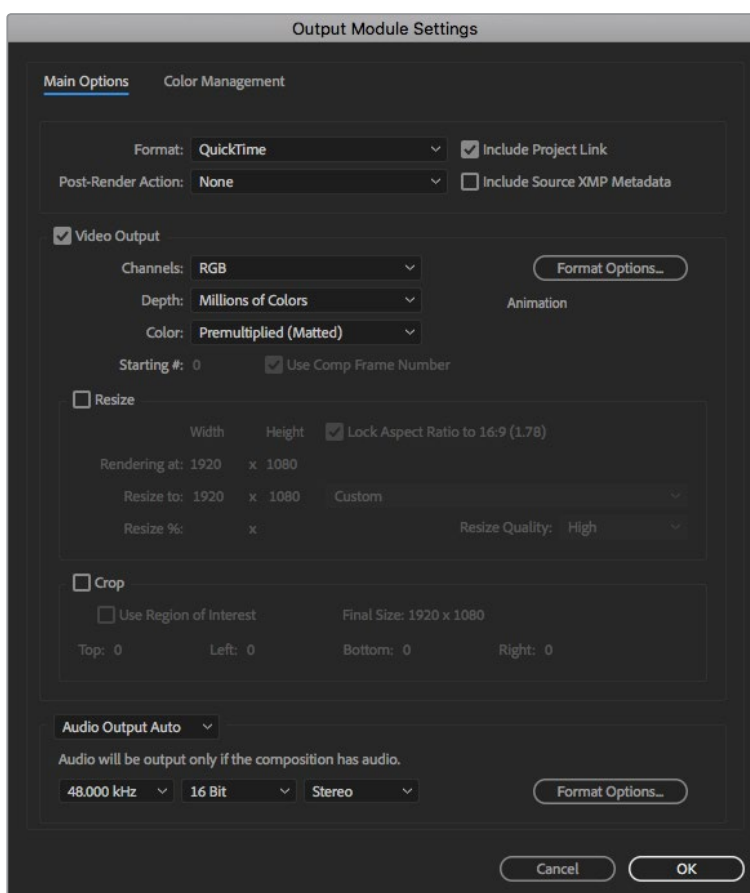 Output Module Settings
Main Options Color Management
Format: QuickTime Include Project Link
Post-Render Action: None Include Source XMP Metadata
Video Output
Channels: RGB Format Options...
Depth: Millions of Colors Animation
Color: Premultiplied (Matted)
Starting #: 0 Use Comp Frame Number
Resize
Width Height Lock Aspect Ratio to 16:9 (1.78)
Rendering at: 1920 x 1080
Resize to: 1920 x 1080 Custom
Resize %: x Resize Quality: High
Crop
Use Region of Interest Final Size: 1920 x 1080
Top: 0 Left: 0 Bottom: 0 Right: 0
Audio Output Auto
Audio will be output only if the composition has audio.
48.000 kHz 16 Bit Stereo Format Options...
Cancel OK